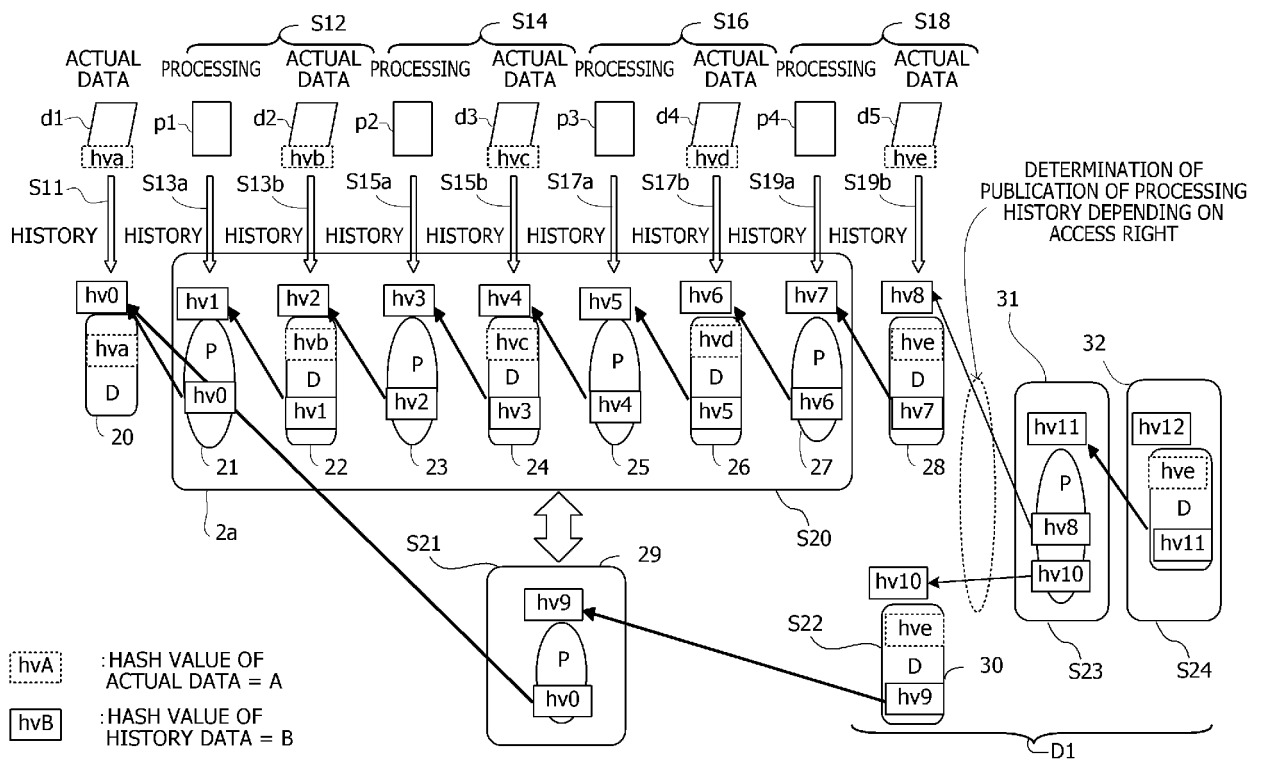 S12 S14 S16 S18
ACTUAL DATA PROCESSING ACTUAL DATA PROCESSING ACTUAL DATA PROCESSING ACTUAL DATA PROCESSING ACTUAL DATA
d1 p1 d2 p2 d3 p3 d4 p4 d5
hva hvb hvc hvd hve
S11 S13a S13b S15a S15b S17a S17b S19a S19b
DETERMINATION OF
PUBLICATION OF PROCESSING
HISTORY DEPENDING ON
ACCESS RIGHT
HISTORY HISTORY HISTORY HISTORY HISTORY HISTORY HISTORY HISTORY HISTORY
hv0 hv1 hv2 hv3 hv4 hv5 hv6 hv7 hv8
31
32
hva P hvb P hvc P hvd P hve
D D D D D
hv0 hv1 hv2 hv3 hv4 hv5 hv6 hv7
20 21 22 23 24 25 26 27 28
hv11 hv12
P hve
D
hv8 hv11
hv10
2a S20
S21 29
hv9
P
hv0
hv10
S22 hve
D 30
hv9
S23 S24
D1
hvA :HASH VALUE OF
ACTUAL DATA = A
hvB :HASH VALUE OF
HISTORY DATA = B